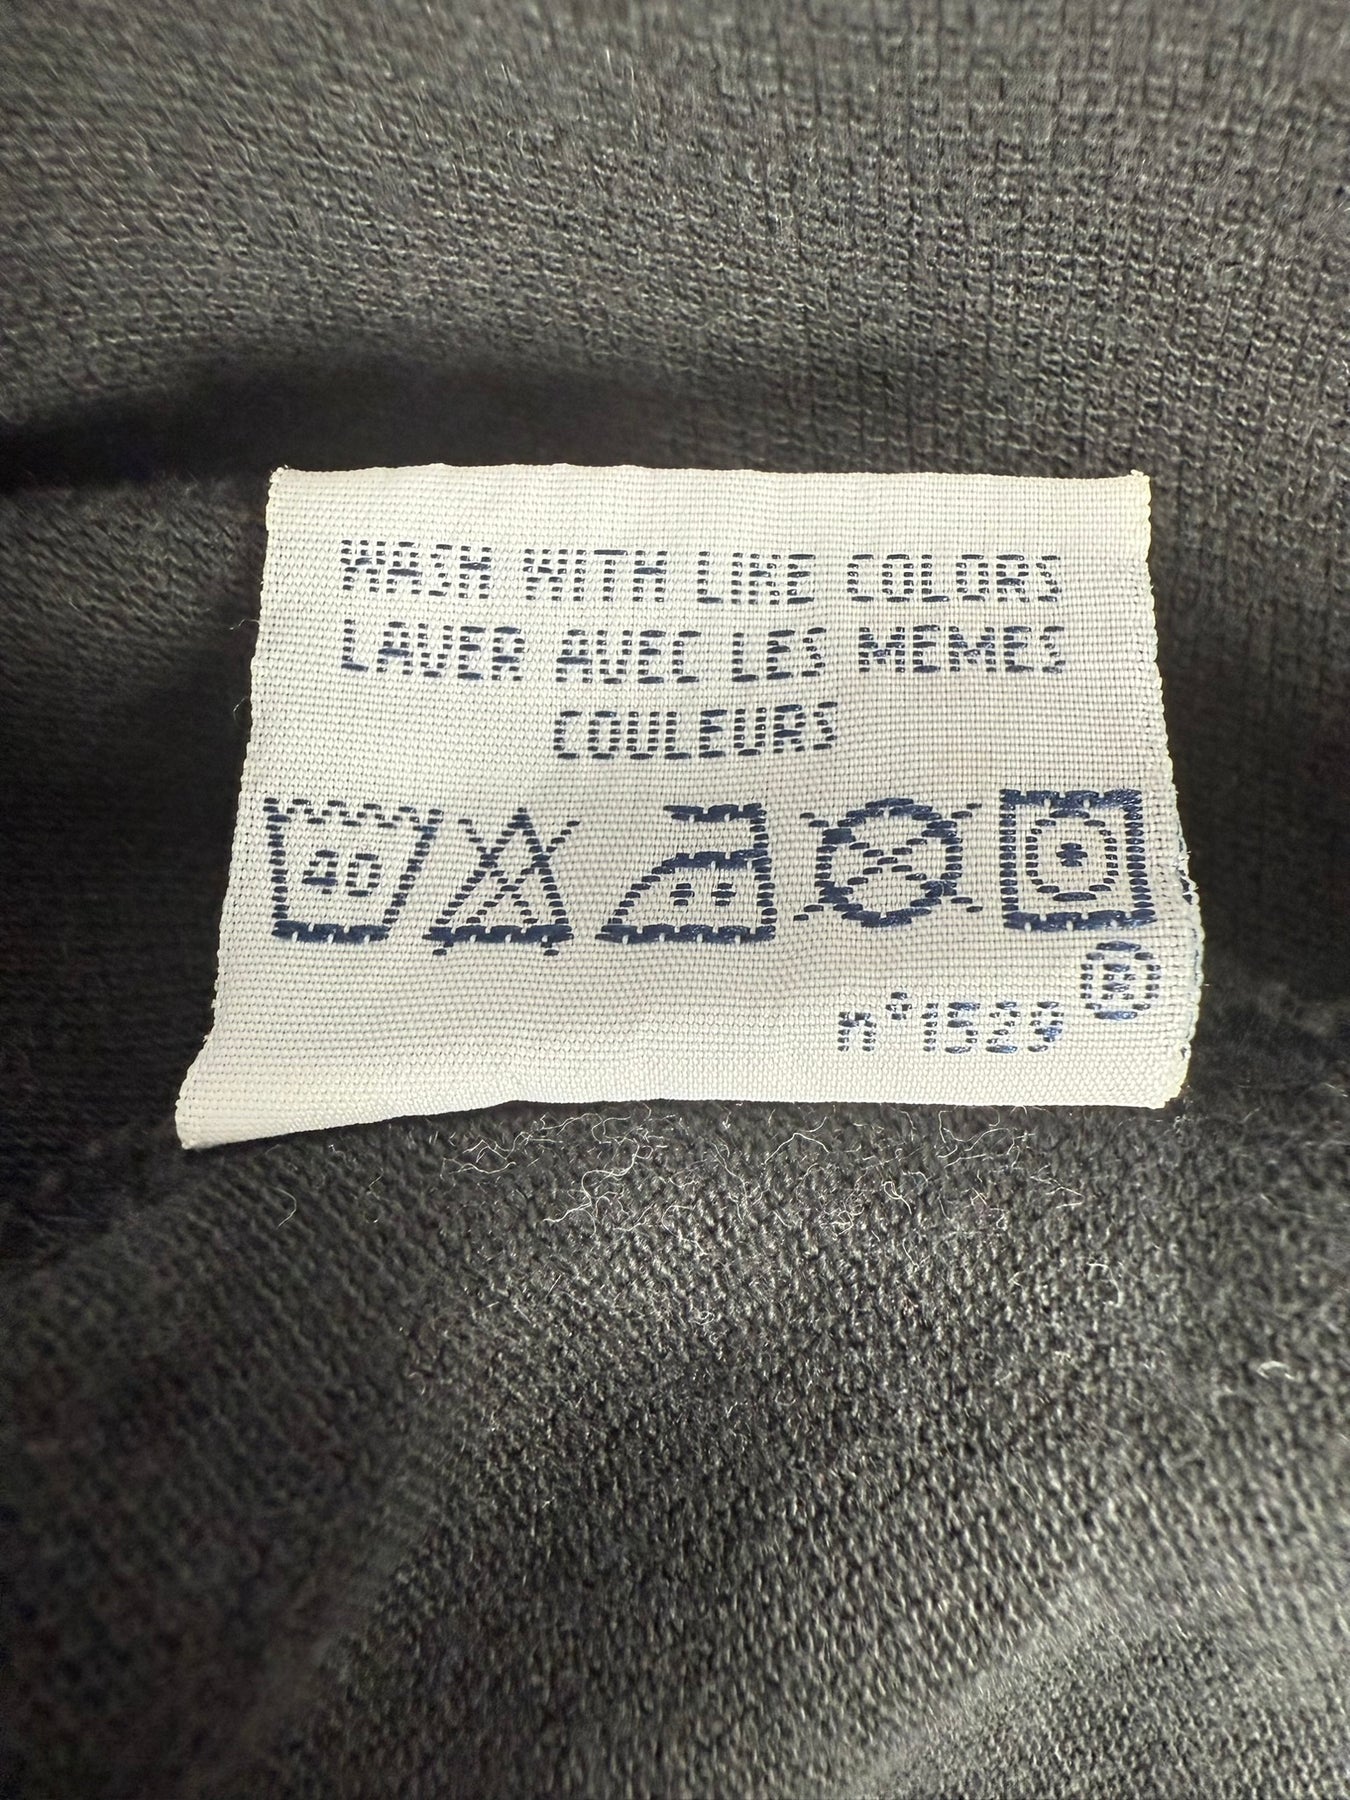 WASH WITH LIKE COLORS
LAVER AVEC LES MEMES
COULEURS
40
n°1529 ®